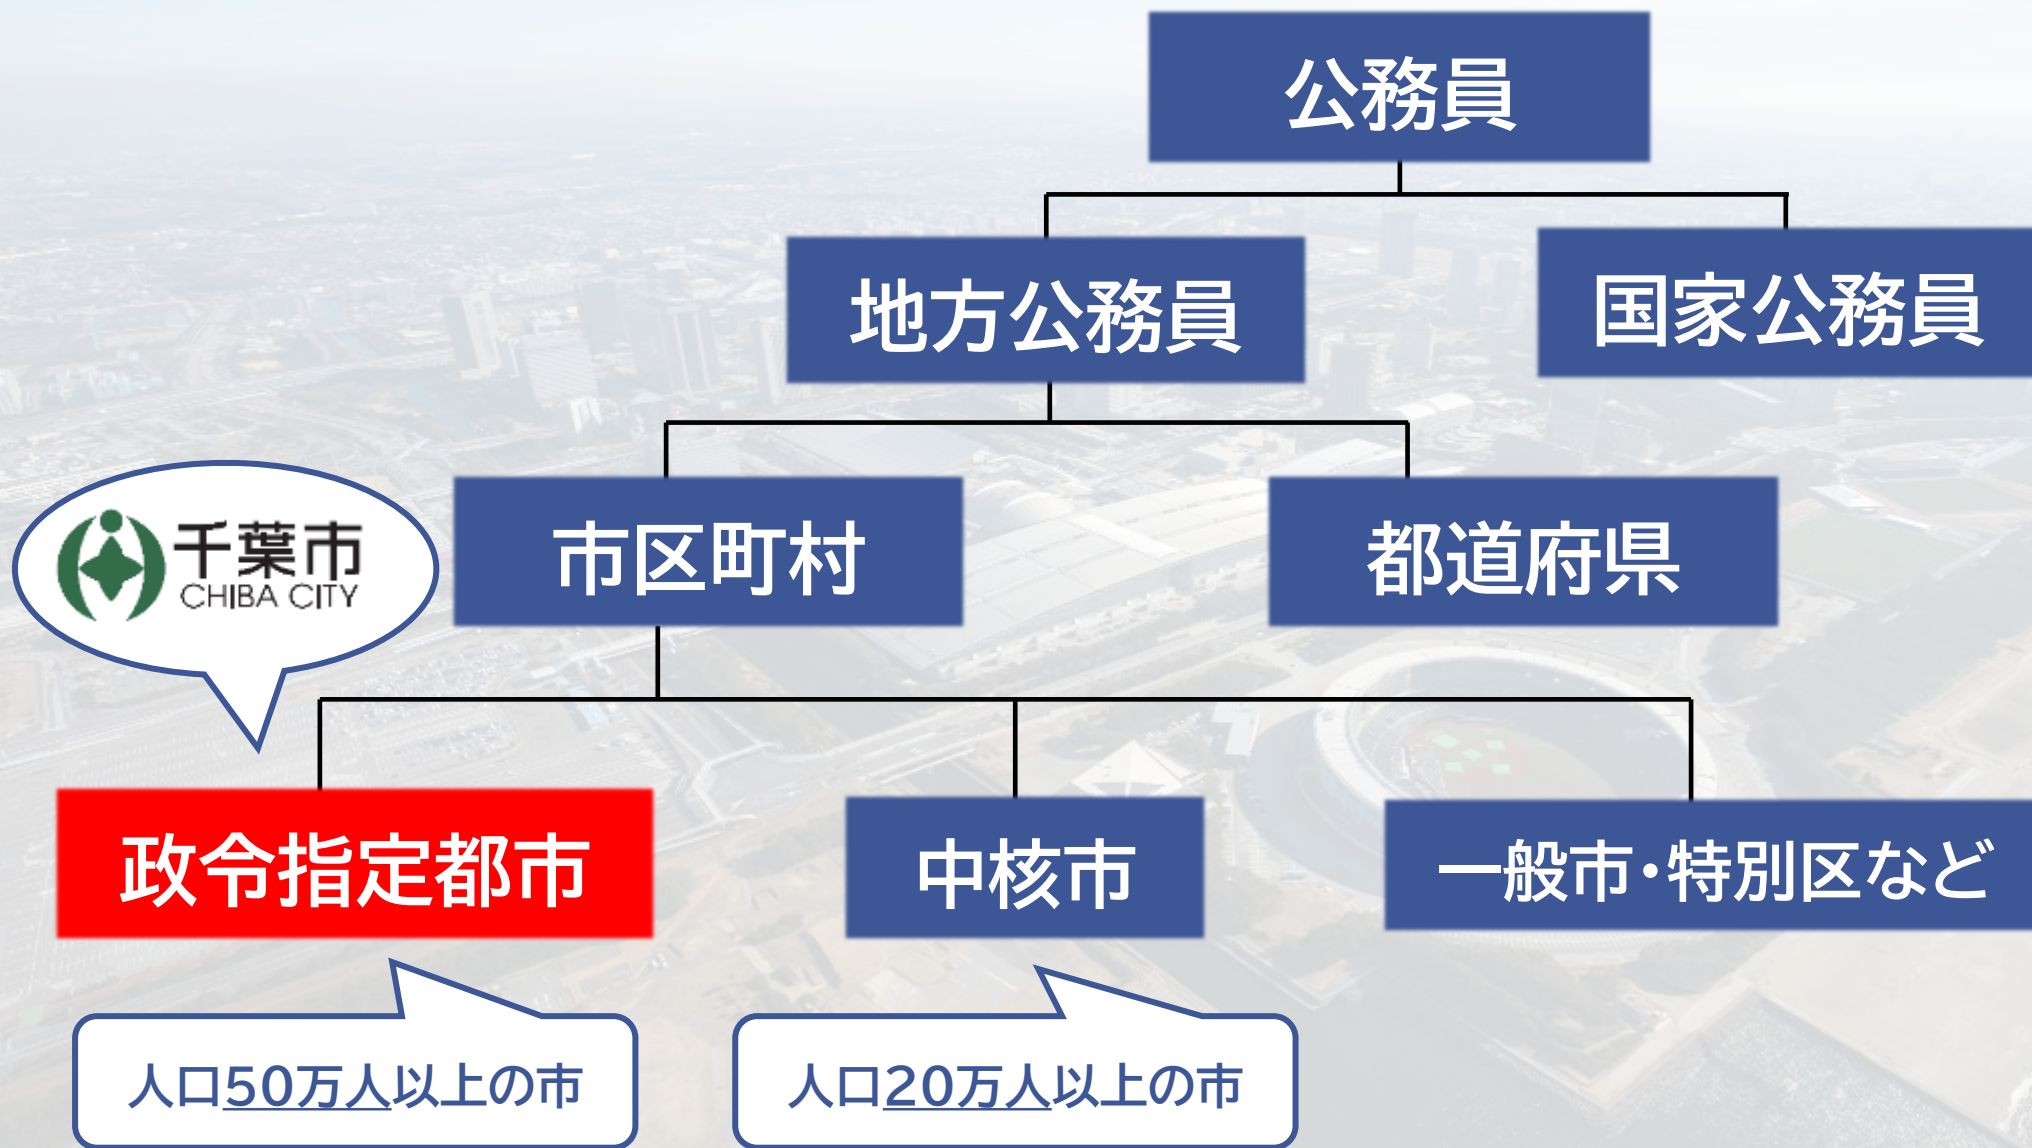 公務員
地方公務員
国家公務員
千葉市
CHIBA CITY
市区町村
都道府県
政令指定都市
中核市
一般市・特別区など
人口50万人以上の市
人口20万人以上の市